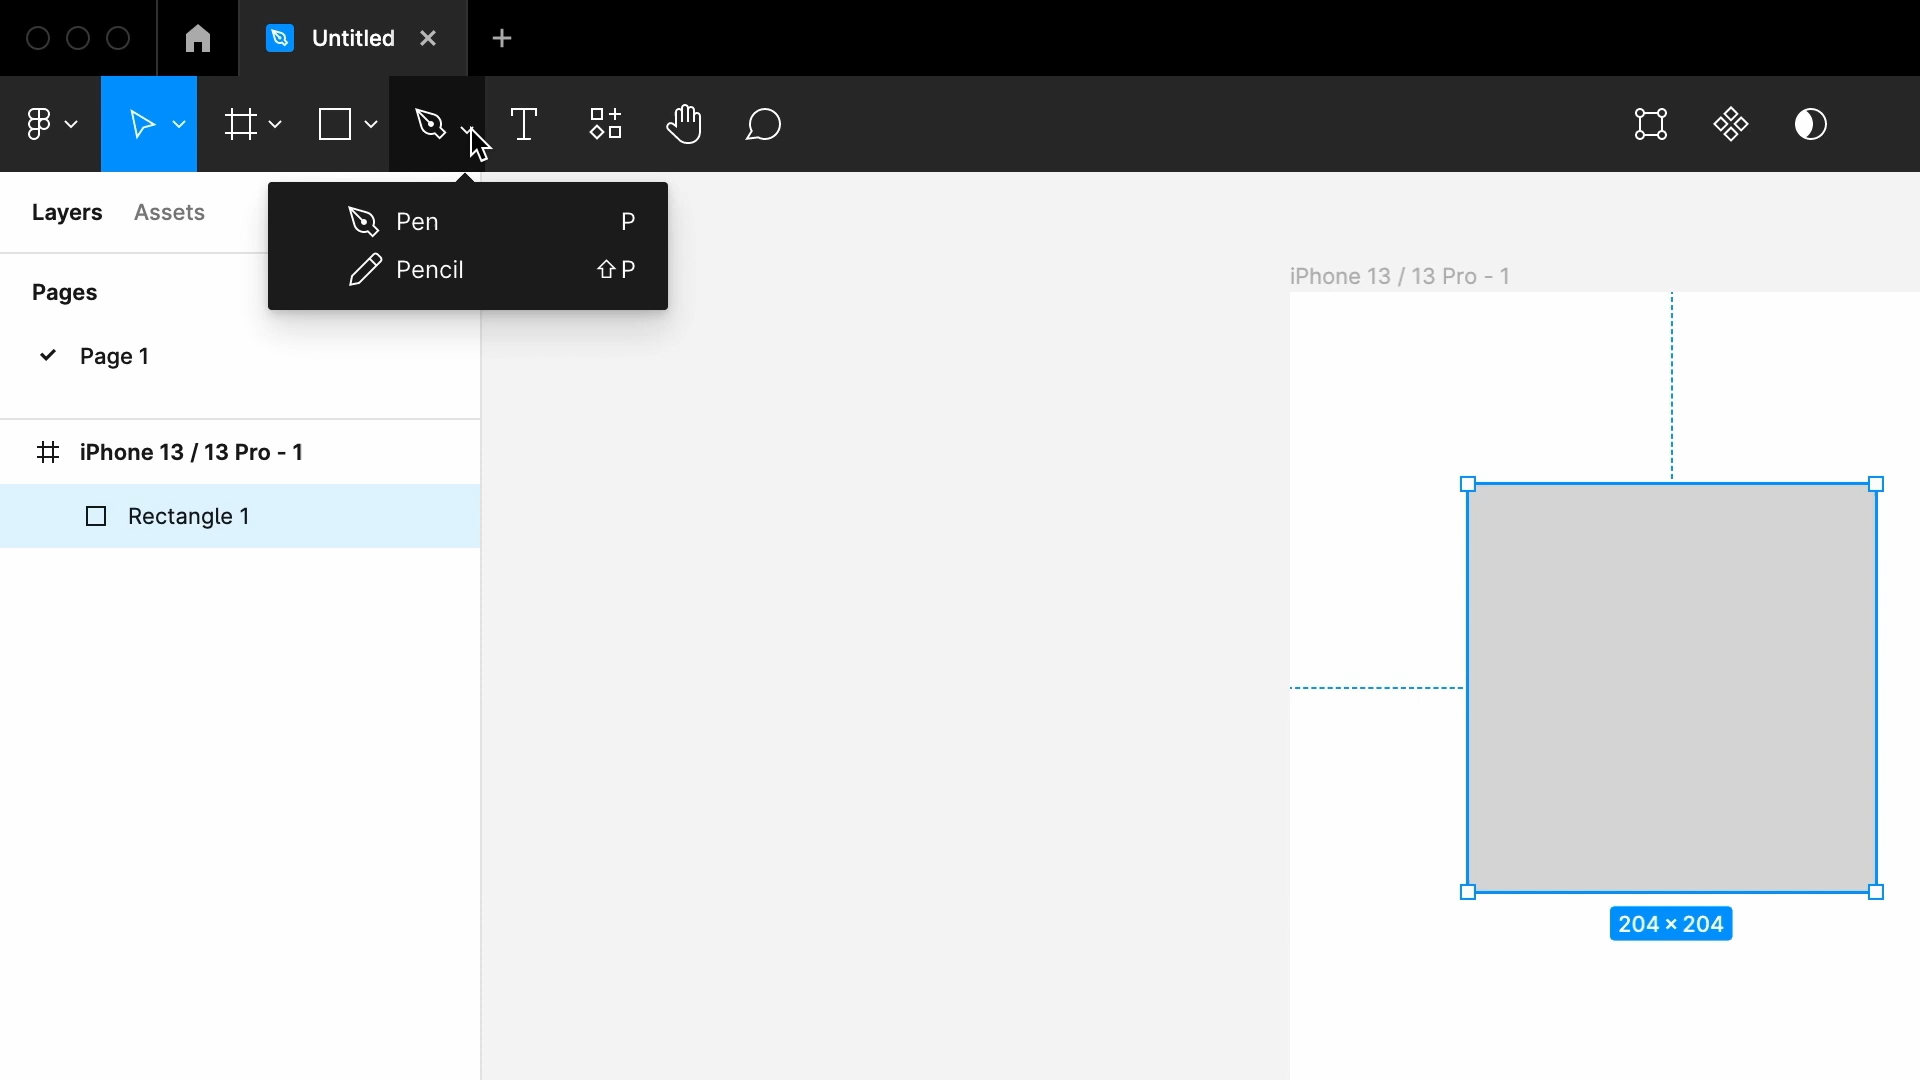 Untitled
Layers Assets
Pen P
Pencil ⇧P
Pages
Page 1
iPhone 13 / 13 Pro - 1
iPhone 13 / 13 Pro - 1
Rectangle 1
204 × 204